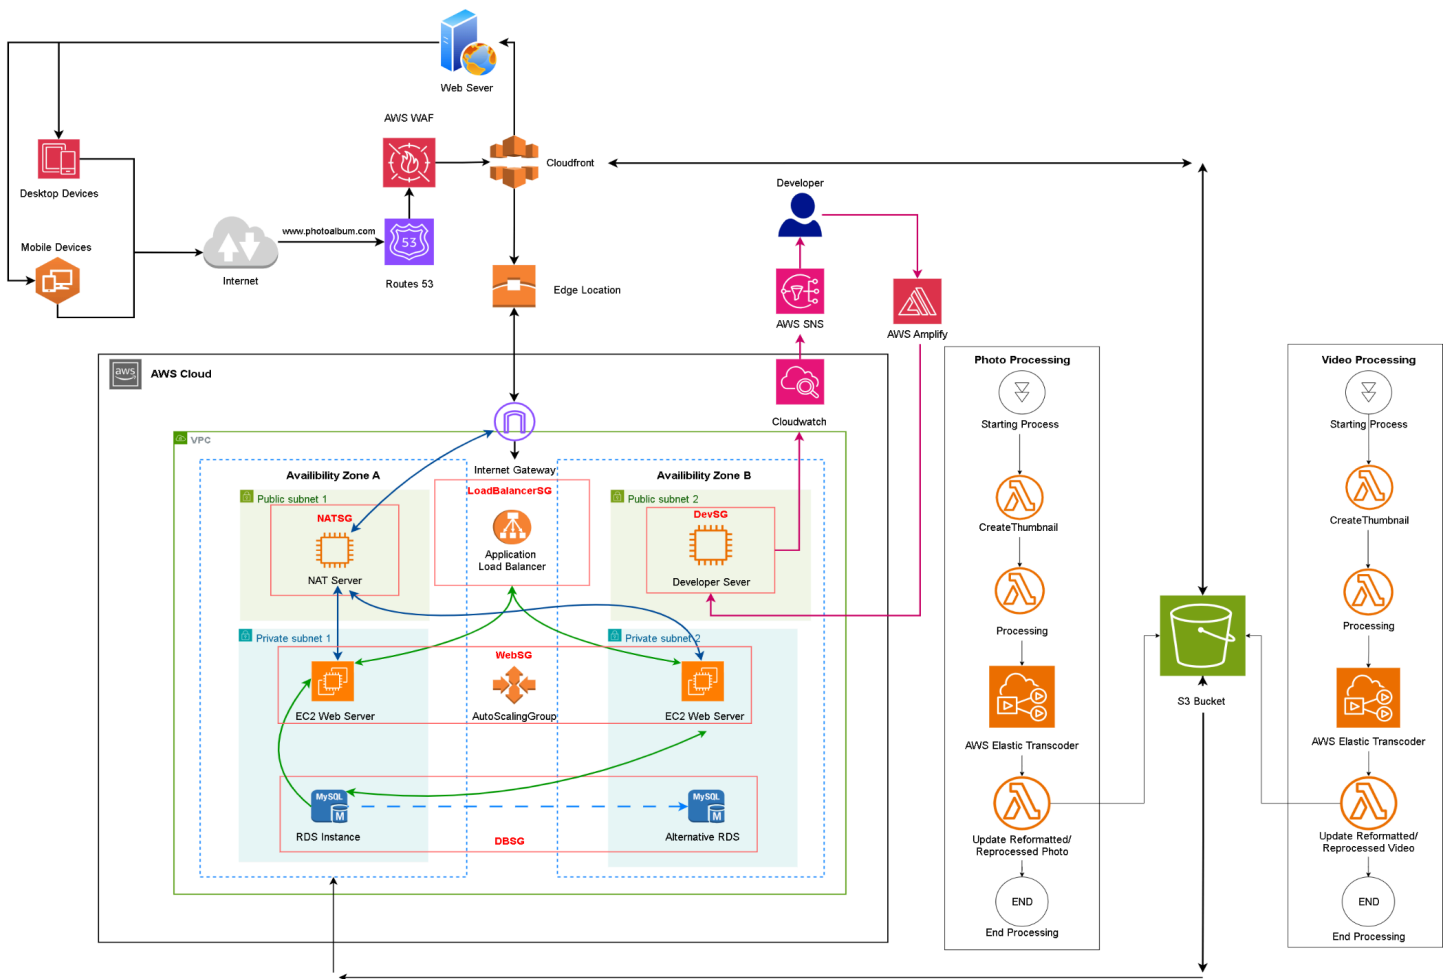 Web Sever
AWS WAF
Cloudfront
Desktop Devices
Mobile Devices
www.photoalbum.com
Internet
53
Routes 53
Edge Location
Developer
AWS SNS
AWS Amplify
Cloudwatch
aws
AWS Cloud
VPC
Internet Gateway
Availibility Zone A
Availibility Zone B
Public subnet 1
NATSG
NAT Server
LoadBalancerSG
Application
Load Balancer
Public subnet 2
DevSG
Developer Sever
Private subnet 1
Private subnet 2
WebSG
EC2 Web Server
AutoScalingGroup
EC2 Web Server
MySQL
M
RDS Instance
MySQL
M
Alternative RDS
DBSG
Photo Processing
Starting Process
CreateThumbnail
Processing
AWS Elastic Transcoder
Update Reformatted/
Reprocessed Photo
END
End Processing
S3 Bucket
Video Processing
Starting Process
CreateThumbnail
Processing
AWS Elastic Transcoder
Update Reformatted/
Reprocessed Video
END
End Processing